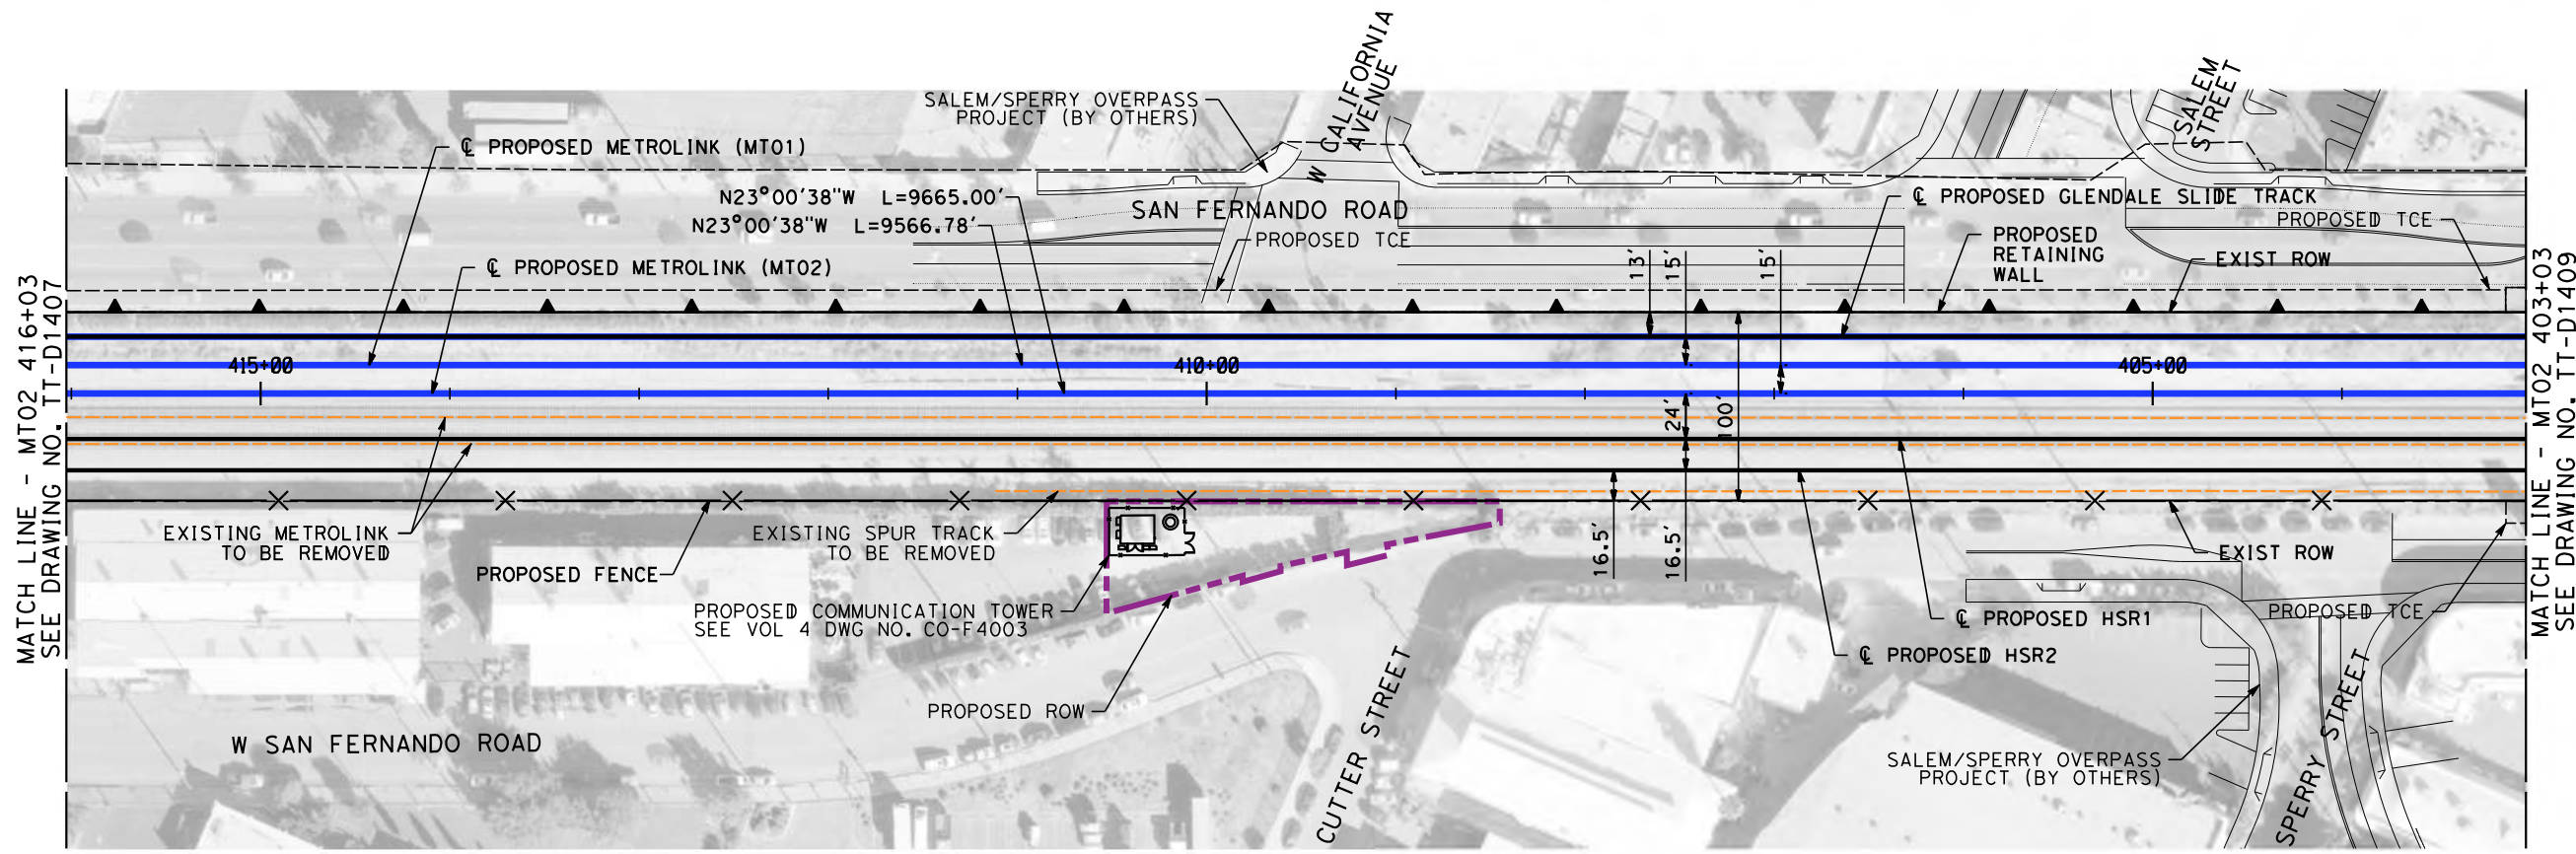 W CALIFORNIA
AVENUE
SALEM
STREET
SALEM/SPERRY OVERPASS
PROJECT (BY OTHERS)
℄ PROPOSED METROLINK (MT01)
N23°00'38"W L=9665.00'
N23°00'38"W L=9566.78'
SAN FERNANDO ROAD
℄ PROPOSED GLENDALE SLIDE TRACK
PROPOSED TCE
PROPOSED TCE
PROPOSED
RETAINING
WALL
EXIST ROW
℄ PROPOSED METROLINK (MT02)
13'
15'
15'
MATCH LINE - MT02 416+03
SEE DRAWING NO. TT-D1407
MATCH LINE - MT02 403+03
SEE DRAWING NO. TT-D1409
415+00
410+00
405+00
24'
100'
16.5'
16.5'
EXISTING METROLINK
TO BE REMOVED
EXISTING SPUR TRACK
TO BE REMOVED
PROPOSED FENCE
EXIST ROW
PROPOSED COMMUNICATION TOWER
SEE VOL 4 DWG NO. CO-F4003
PROPOSED TCE
℄ PROPOSED HSR1
℄ PROPOSED HSR2
PROPOSED ROW
W SAN FERNANDO ROAD
CUTTER STREET
SALEM/SPERRY OVERPASS
PROJECT (BY OTHERS)
SPERRY STREET